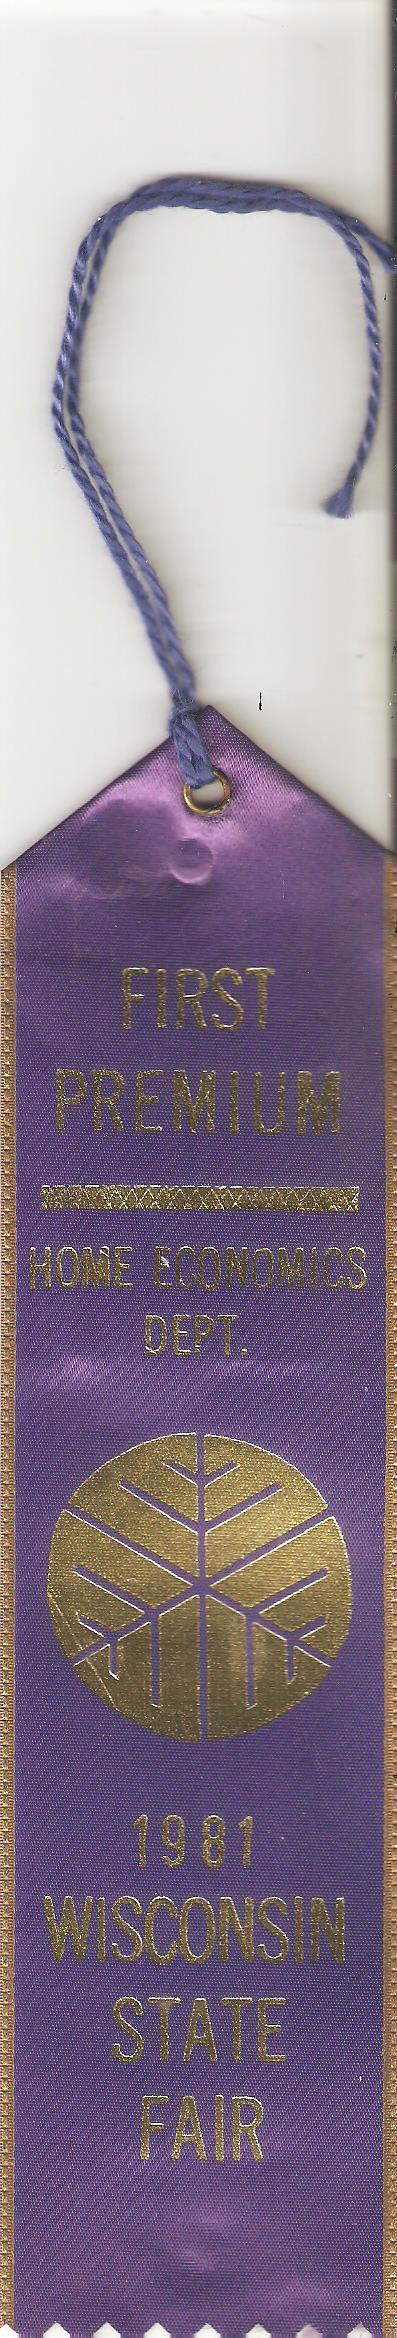 FIRST
PREMIUM
HOME ECONOMICS
DEPT.
1981
WISCONSIN
STATE
FAIR